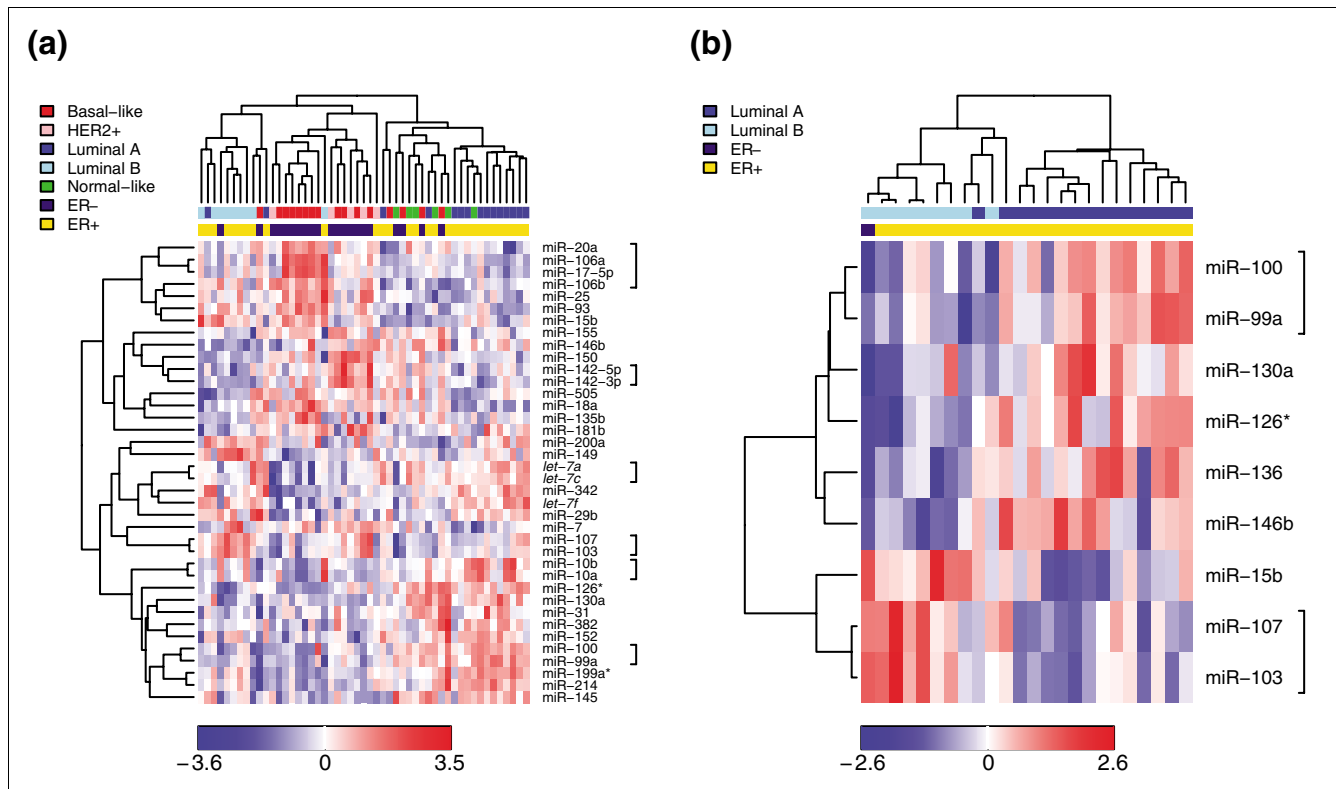 (a)
Basal−like
HER2+
Luminal A
Luminal B
Normal−like
ER−
ER+
miR−20a
miR−106a
miR−17−5p
miR−106b
miR−25
miR−93
miR−15b
miR−155
miR−146b
miR−150
miR−142−5p
miR−142−3p
miR−505
miR−18a
miR−135b
miR−181b
miR−200a
miR−149
let−7a
let−7c
miR−342
let−7f
miR−29b
miR−7
miR−107
miR−103
miR−10b
miR−10a
miR−126*
miR−130a
miR−31
miR−382
miR−152
miR−100
miR−99a
miR−199a*
miR−214
miR−145
−3.6 0 3.5
(b)
Luminal A
Luminal B
ER−
ER+
miR−100
miR−99a
miR−130a
miR−126*
miR−136
miR−146b
miR−15b
miR−107
miR−103
−2.6 0 2.6